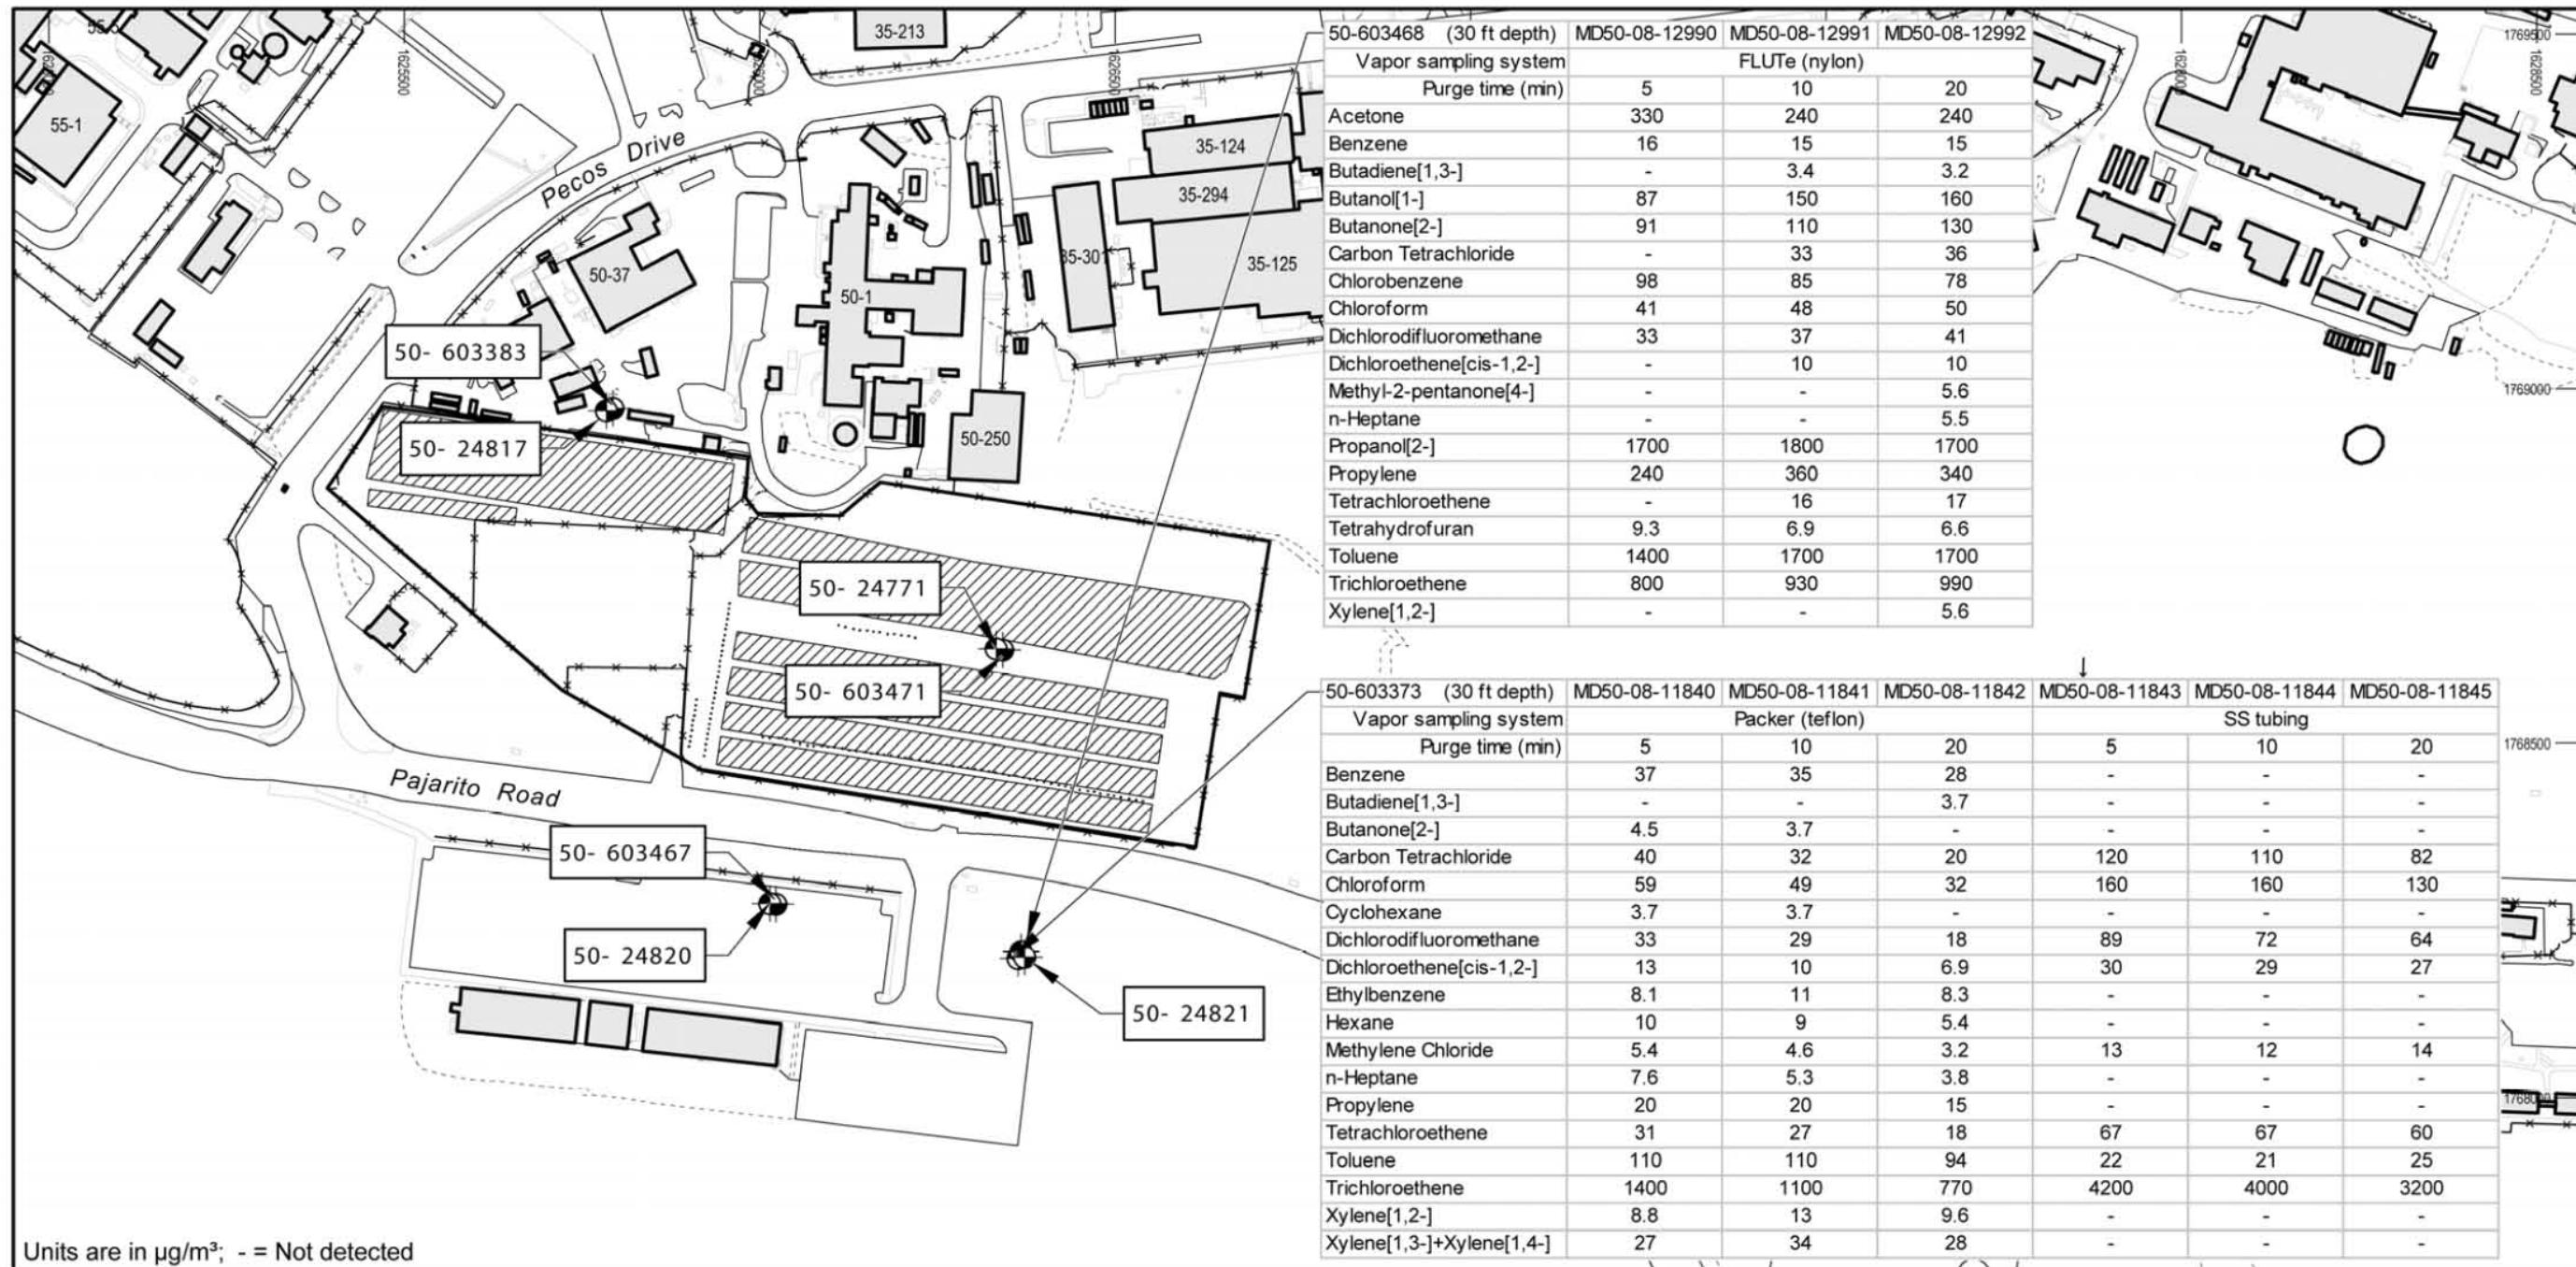 55-1
35-213
Pecos Drive
35-124
35-294
35-301
35-125
50-37
50-1
50-250
50- 603383
50- 24817
50- 24771
50- 603471
Pajarito Road
50- 603467
50- 24820
50- 24821
1625500
1628500
1769500
1769000
1768500
50-603468 (30 ft depth) MD50-08-12990 MD50-08-12991 MD50-08-12992
Vapor sampling system FLUTe (nylon)
Purge time (min) 5 10 20
Acetone 330 240 240
Benzene 16 15 15
Butadiene[1,3-] - 3.4 3.2
Butanol[1-] 87 150 160
Butanone[2-] 91 110 130
Carbon Tetrachloride - 33 36
Chlorobenzene 98 85 78
Chloroform 41 48 50
Dichlorodifluoromethane 33 37 41
Dichloroethene[cis-1,2-] - 10 10
Methyl-2-pentanone[4-] - - 5.6
n-Heptane - - 5.5
Propanol[2-] 1700 1800 1700
Propylene 240 360 340
Tetrachloroethene - 16 17
Tetrahydrofuran 9.3 6.9 6.6
Toluene 1400 1700 1700
Trichloroethene 800 930 990
Xylene[1,2-] - - 5.6
50-603373 (30 ft depth) MD50-08-11840 MD50-08-11841 MD50-08-11842 MD50-08-11843 MD50-08-11844 MD50-08-11845
Vapor sampling system Packer (teflon) SS tubing
Purge time (min) 5 10 20 5 10 20
Benzene 37 35 28 - - -
Butadiene[1,3-] - - 3.7 - - -
Butanone[2-] 4.5 3.7 - - - -
Carbon Tetrachloride 40 32 20 120 110 82
Chloroform 59 49 32 160 160 130
Cyclohexane 3.7 3.7 - - - -
Dichlorodifluoromethane 33 29 18 89 72 64
Dichloroethene[cis-1,2-] 13 10 6.9 30 29 27
Ethylbenzene 8.1 11 8.3 - - -
Hexane 10 9 5.4 - - -
Methylene Chloride 5.4 4.6 3.2 13 12 14
n-Heptane 7.6 5.3 3.8 - - -
Propylene 20 20 15 - - -
Tetrachloroethene 31 27 18 67 67 60
Toluene 110 110 94 22 21 25
Trichloroethene 1400 1100 770 4200 4000 3200
Xylene[1,2-] 8.8 13 9.6 - - -
Xylene[1,3-]+Xylene[1,4-] 27 34 28 - - -
Units are in µg/m³; - = Not detected